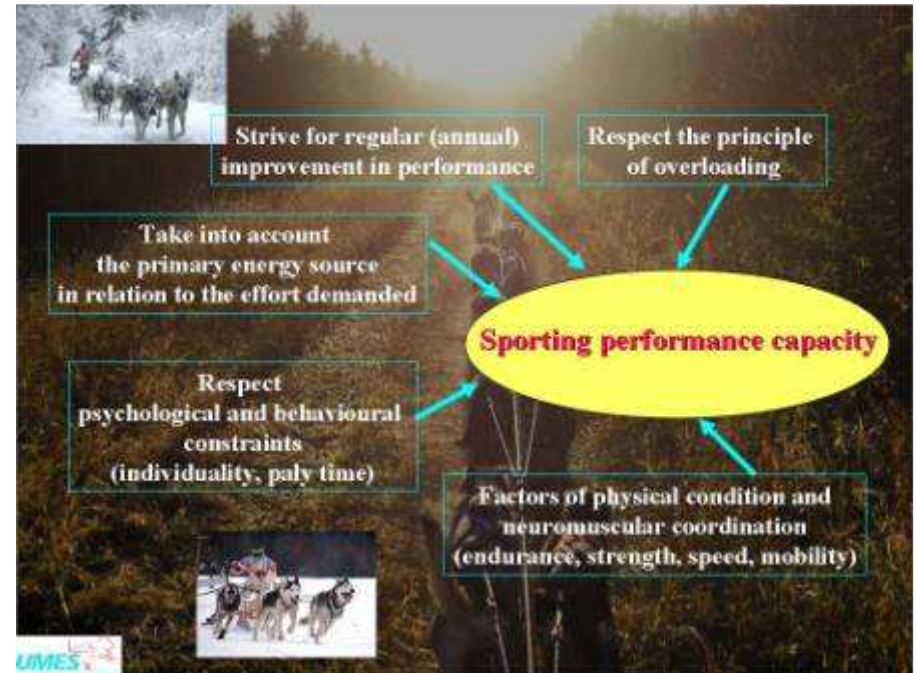 Strive for regular (annual)
improvement in performance
Respect the principle
of overloading
Take into account
the primary energy source
in relation to the effort demanded
Sporting performance capacity
Respect
psychological and behavioural
constraints
(individuality, paly time)
Factors of physical condition and
neuromuscular coordination
(endurance, strength, speed, mobility)
UMES